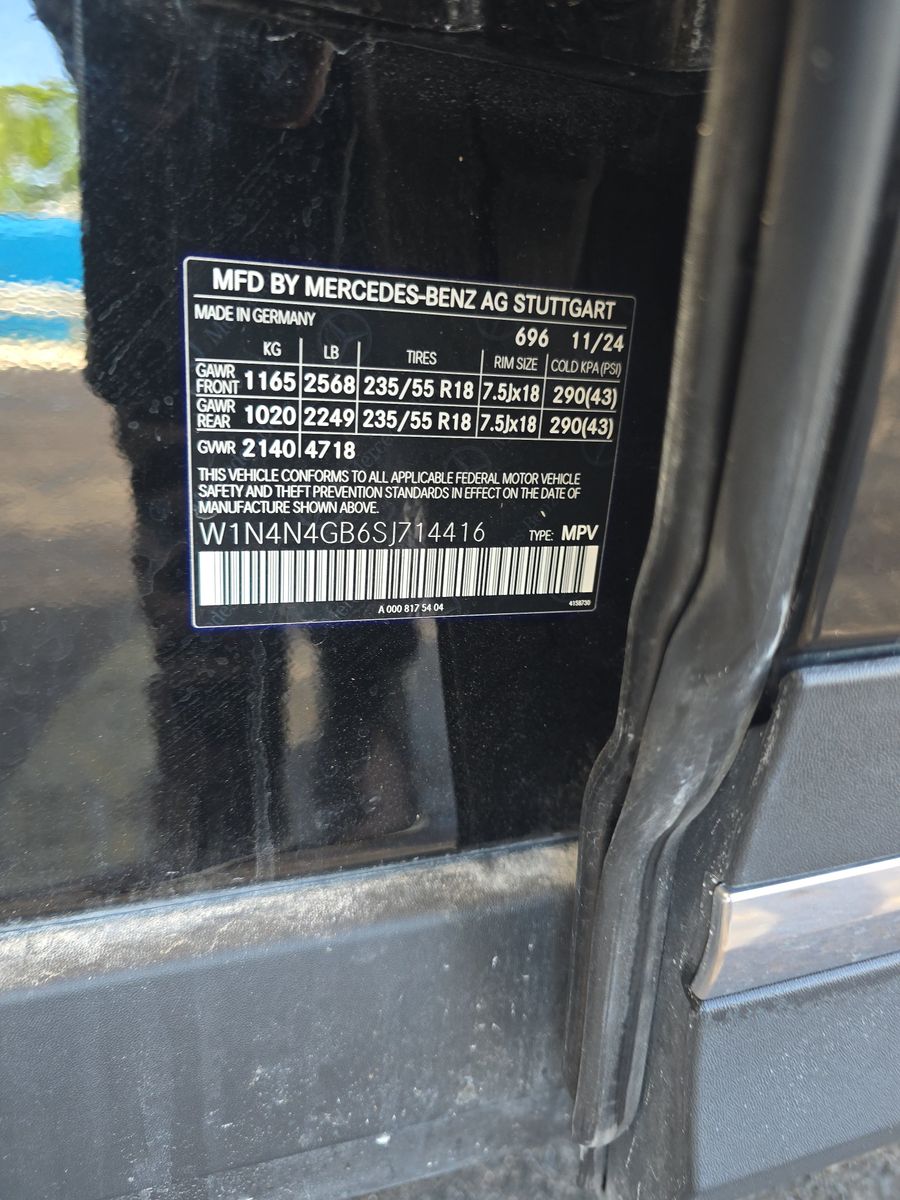 MFD BY MERCEDES-BENZ AG STUTTGART
MADE IN GERMANY
696 11/24
KG LB TIRES RIM SIZE COLD KPA (PSI)
GAWR FRONT 1165 2568 235/55 R18 7.5Jx18 290(43)
GAWR REAR 1020 2249 235/55 R18 7.5Jx18 290(43)
GVWR 2140 4718
THIS VEHICLE CONFORMS TO ALL APPLICABLE FEDERAL MOTOR VEHICLE
SAFETY AND THEFT PREVENTION STANDARDS IN EFFECT ON THE DATE OF
MANUFACTURE SHOWN ABOVE.
W1N4N4GB6SJ714416 TYPE: MPV
A 000 817 54 04